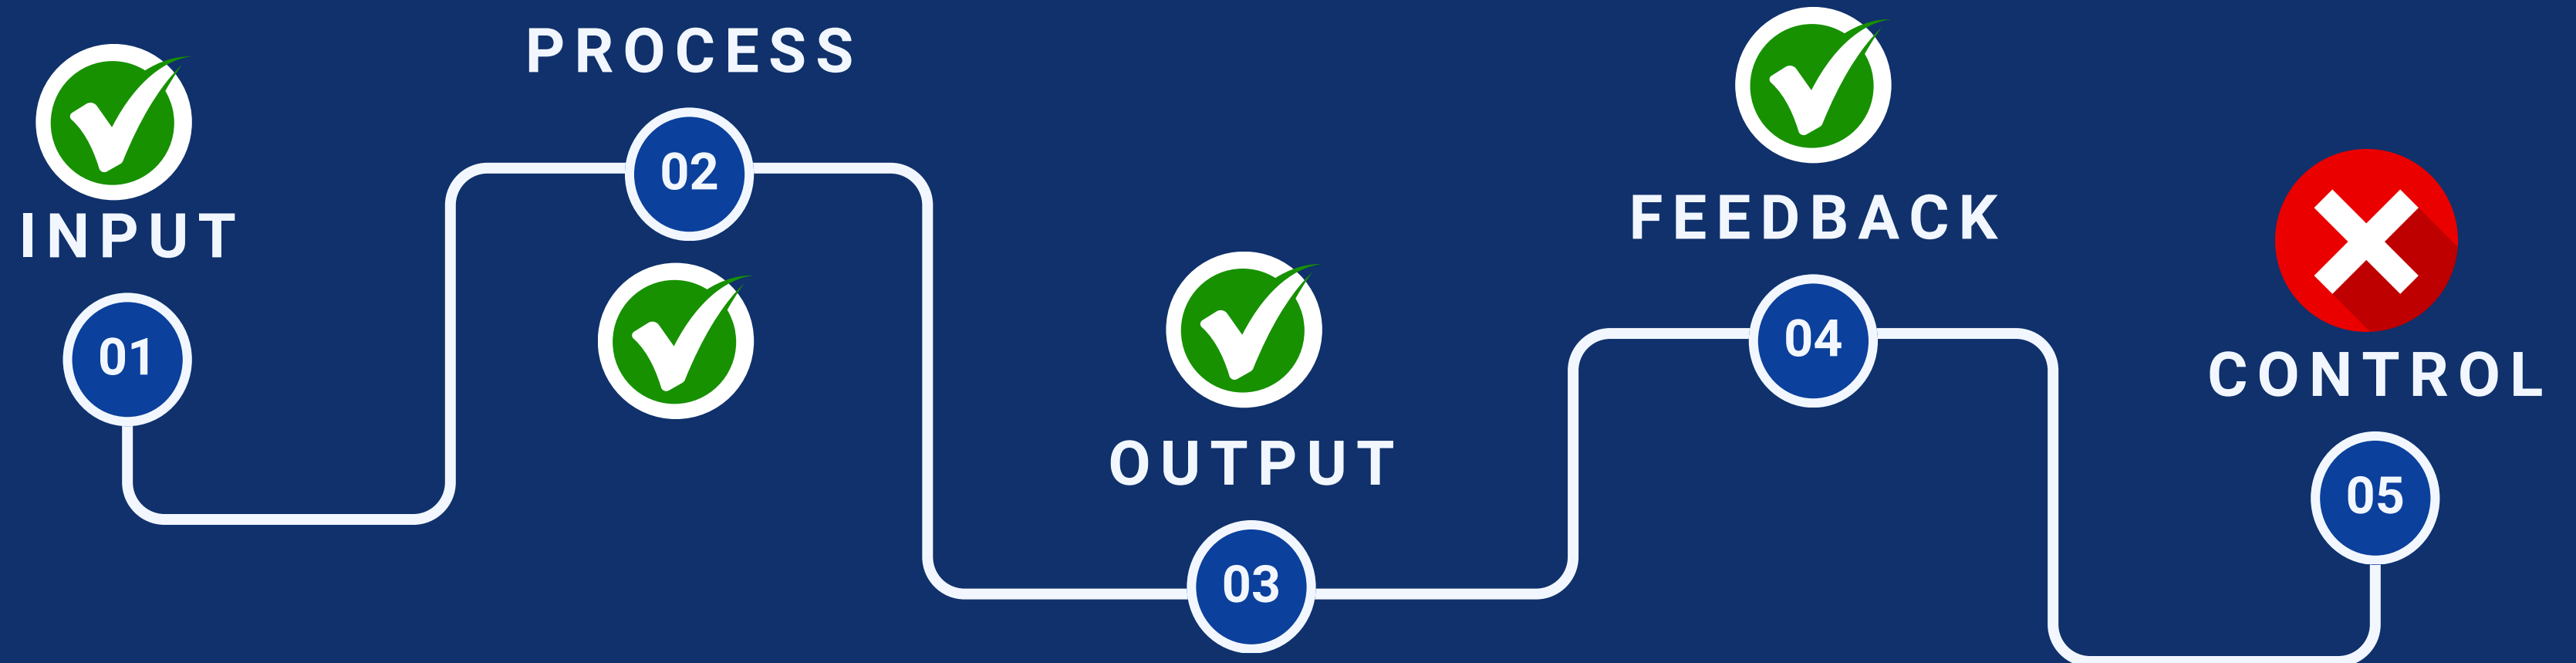 INPUT
01
PROCESS
02
OUTPUT
03
FEEDBACK
04
CONTROL
05